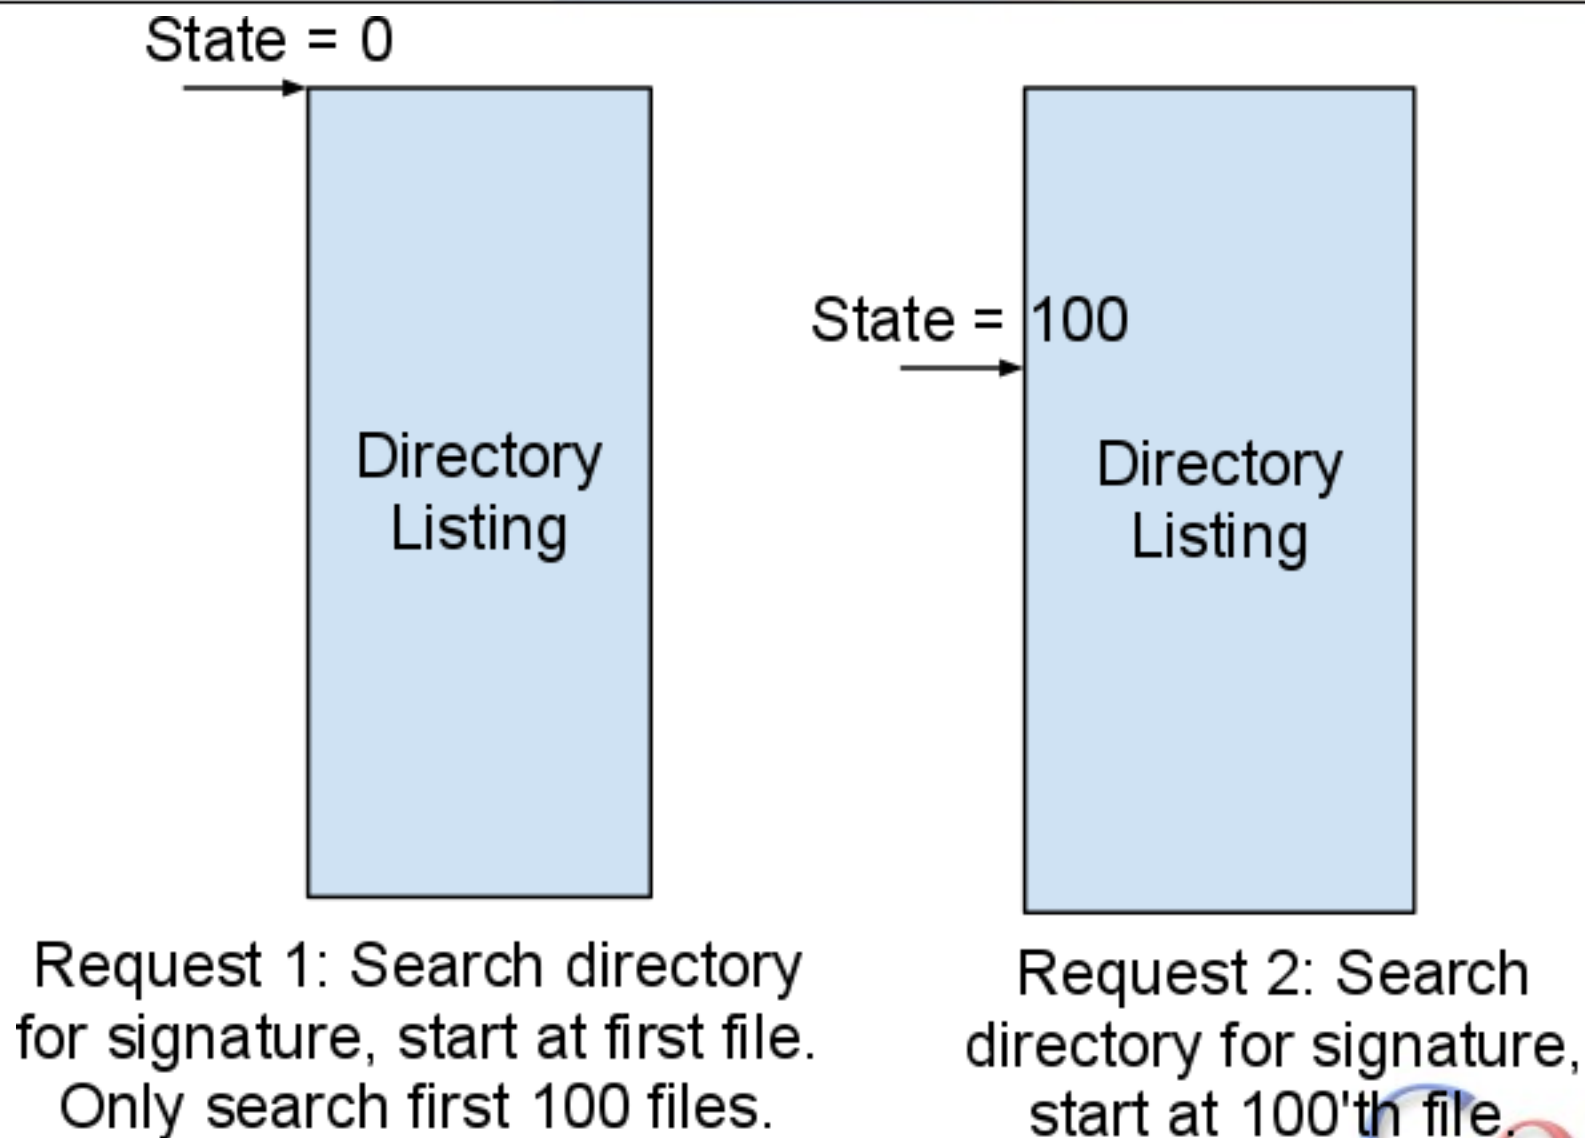 State = 0
Directory
Listing
Request 1: Search directory
for signature, start at first file.
Only search first 100 files.
State = 100
Directory
Listing
Request 2: Search
directory for signature,
start at 100'th file.